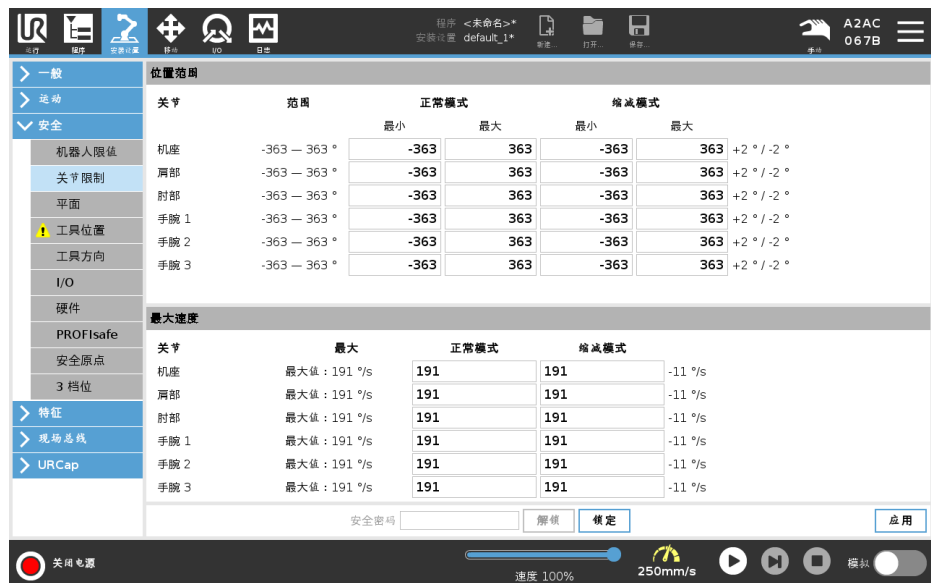 程序 <未命名>*
安装设置 default_1*
A2AC
067B
运行 程序 安装设置 移动 I/O 日志 新建... 打开... 保存... 手动
一般
运动
安全
机器人限值
关节限制
平面
工具位置
工具方向
I/O
硬件
PROFIsafe
安全原点
3 档位
特征
现场总线
URCap
位置范围
关节 范围 正常模式 缩减模式
最小 最大 最小 最大
机座 -363 — 363 ° -363 363 -363 363 +2 ° / -2 °
肩部 -363 — 363 ° -363 363 -363 363 +2 ° / -2 °
肘部 -363 — 363 ° -363 363 -363 363 +2 ° / -2 °
手腕 1 -363 — 363 ° -363 363 -363 363 +2 ° / -2 °
手腕 2 -363 — 363 ° -363 363 -363 363 +2 ° / -2 °
手腕 3 -363 — 363 ° -363 363 -363 363 +2 ° / -2 °
最大速度
关节 最大 正常模式 缩减模式
机座 最大值：191 °/s 191 191 -11 °/s
肩部 最大值：191 °/s 191 191 -11 °/s
肘部 最大值：191 °/s 191 191 -11 °/s
手腕 1 最大值：191 °/s 191 191 -11 °/s
手腕 2 最大值：191 °/s 191 191 -11 °/s
手腕 3 最大值：191 °/s 191 191 -11 °/s
安全密码 解锁 锁定 应用
关闭电源 速度 100% 250mm/s 模拟